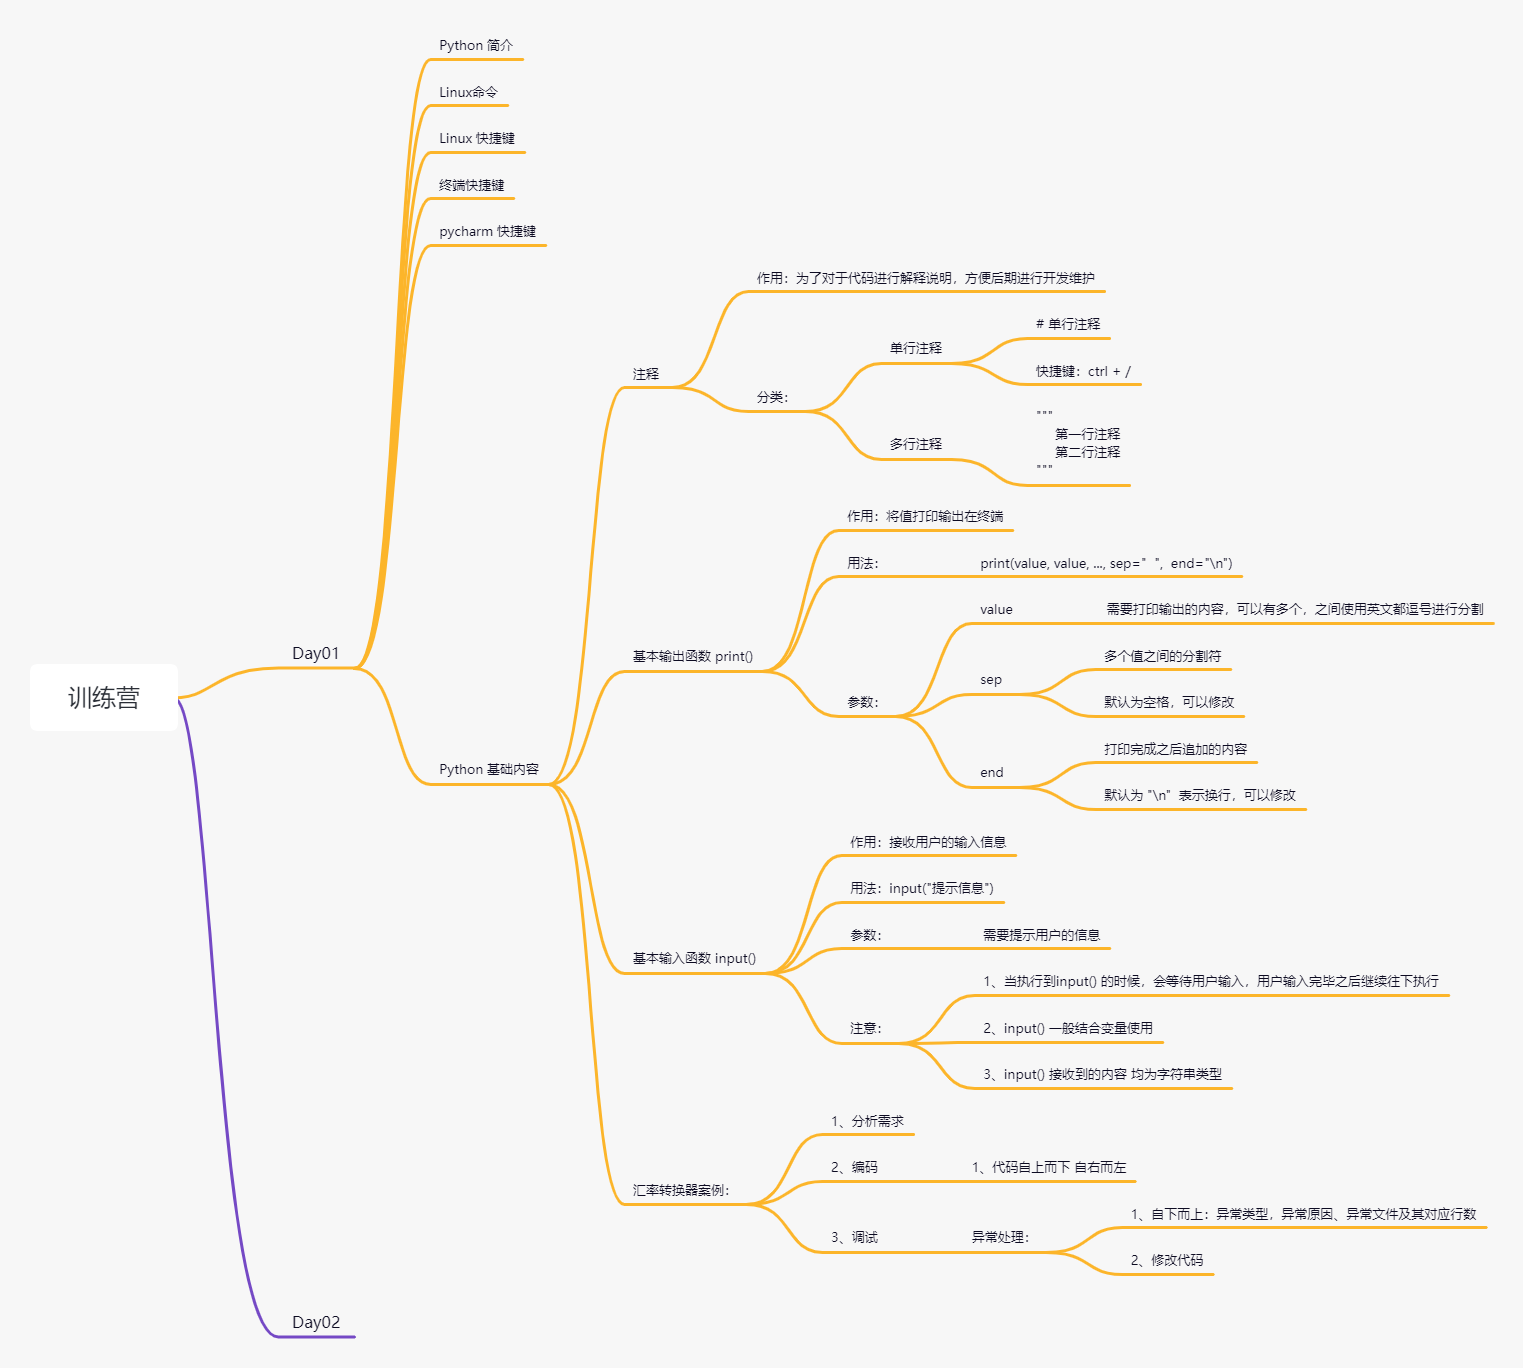 训练营
Day01
Python 简介
Linux命令
Linux 快捷键
终端快捷键
pycharm 快捷键
Python 基础内容
注释
作用：为了对于代码进行解释说明，方便后期进行开发维护
分类：
单行注释
# 单行注释
快捷键：ctrl + /
多行注释
"""
第一行注释
第二行注释
"""
基本输出函数 print()
作用：将值打印输出在终端
用法：
print(value, value, ..., sep="  ",  end="\n")
参数：
value
需要打印输出的内容，可以有多个，之间使用英文都逗号进行分割
sep
多个值之间的分割符
默认为空格，可以修改
end
打印完成之后追加的内容
默认为 "\n"  表示换行，可以修改
基本输入函数 input()
作用：接收用户的输入信息
用法：input("提示信息")
参数：
需要提示用户的信息
注意：
1、当执行到input() 的时候，会等待用户输入，用户输入完毕之后继续往下执行
2、input() 一般结合变量使用
3、input() 接收到的内容 均为字符串类型
汇率转换器案例：
1、分析需求
2、编码
1、代码自上而下 自右而左
3、调试
异常处理：
1、自下而上：异常类型，异常原因、异常文件及其对应行数
2、修改代码
Day02